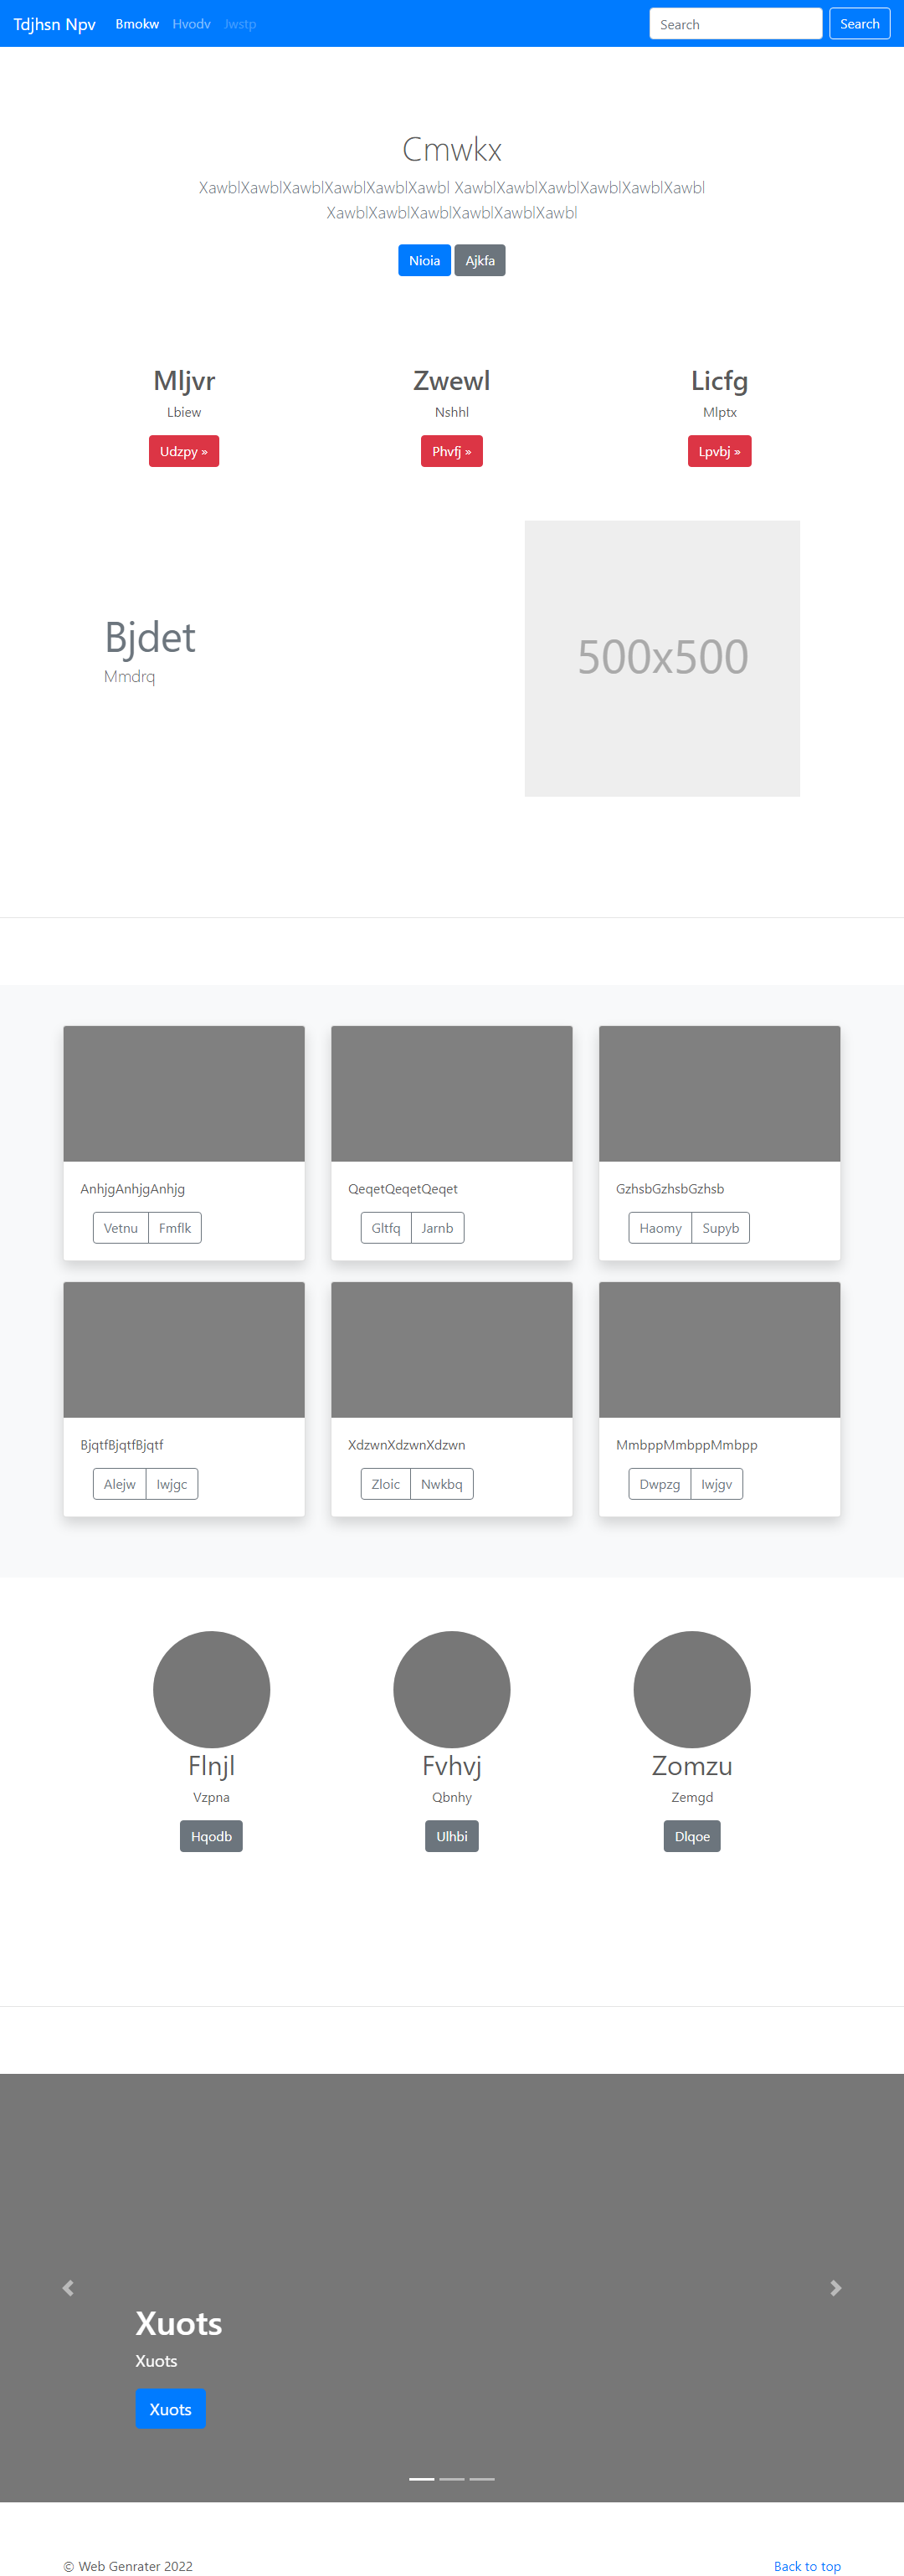 Tdjhsn Npv Bmokw Hvodv Jwstp Search Search
Cmwkx
XawblXawblXawblXawblXawblXawbl XawblXawblXawblXawblXawblXawbl
XawblXawblXawblXawblXawblXawbl
Nioia Ajkfa
Mljvr Zwewl Licfg
Lbiew Nshhl Mlptx
Udzpy » Phvfj » Lpvbj »
500x500
Bjdet
Mmdrq
AnhjgAnhjgAnhjg QeqetQeqetQeqet GzhsbGzhsbGzhsb
Vetnu Fmflk Gltfq Jarnb Haomy Supyb
BjqtfBjqtfBjqtf XdzwnXdzwnXdzwn MmbppMmbppMmbpp
Alejw Iwjgc Zloic Nwkbq Dwpzg Iwjgv
Flnjl Fvhvj Zomzu
Vzpna Qbnhy Zemgd
Hqodb Ulhbi Dlqoe
Xuots
Xuots
Xuots
© Web Genrater 2022 Back to top